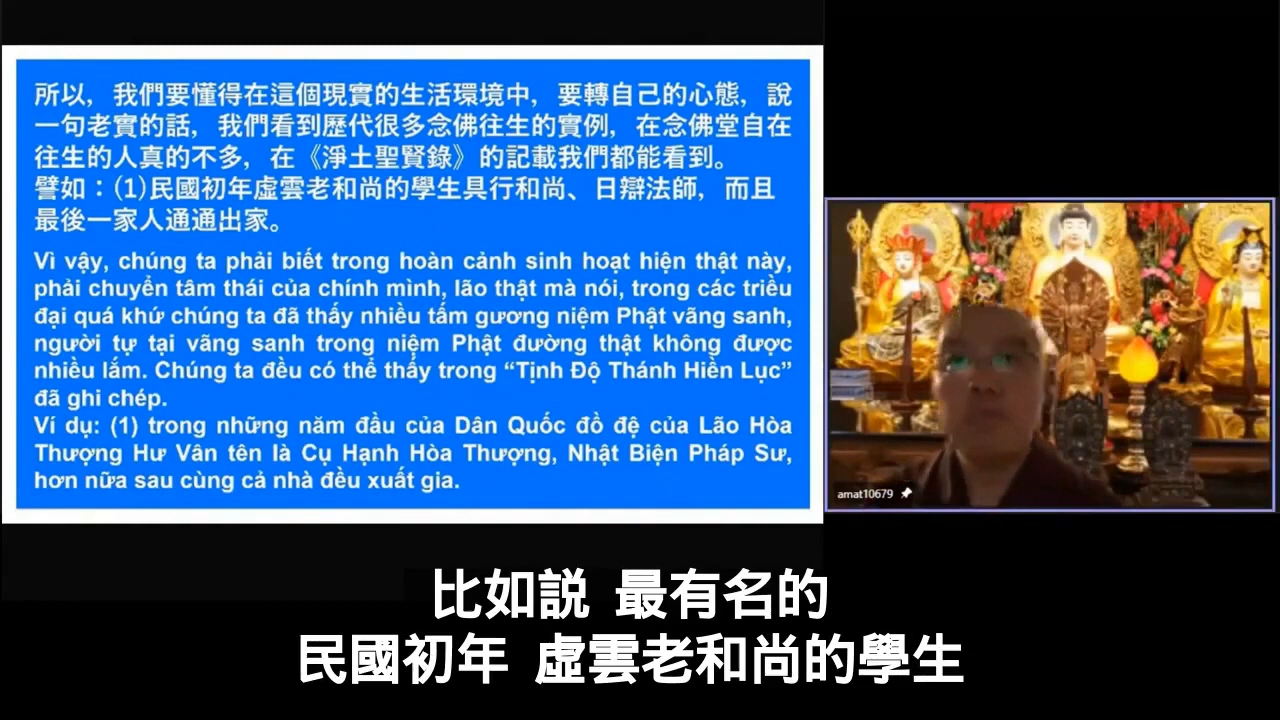 所以，我們要懂得在這個現實的生活環境中，要轉自己的心態，說
一句老實的話，我們看到歷代很多念佛往生的實例，在念佛堂自在
往生的人真的不多，在《淨土聖賢錄》的記載我們都能看到。
譬如：(1)民國初年虛雲老和尚的學生具行和尚、日辯法師，而且
最後一家人通通出家。
Vì vậy, chúng ta phải biết trong hoàn cảnh sinh hoạt hiện thật này,
phải chuyển tâm thái của chính mình, lão thật mà nói, trong các triều
đại quá khứ chúng ta đã thấy nhiều tấm gương niệm Phật vãng sanh,
người tự tại vãng sanh trong niệm Phật đường thật không được
nhiều lắm. Chúng ta đều có thể thấy trong “Tịnh Độ Thánh Hiền Lục”
đã ghi chép.
Ví dụ: (1) trong những năm đầu của Dân Quốc đồ đệ của Lão Hòa
Thượng Hư Vân tên là Cụ Hạnh Hòa Thượng, Nhật Biện Pháp Sư,
hơn nữa sau cùng cả nhà đều xuất gia.
amat10679
比如説 最有名的
民國初年 虛雲老和尚的學生